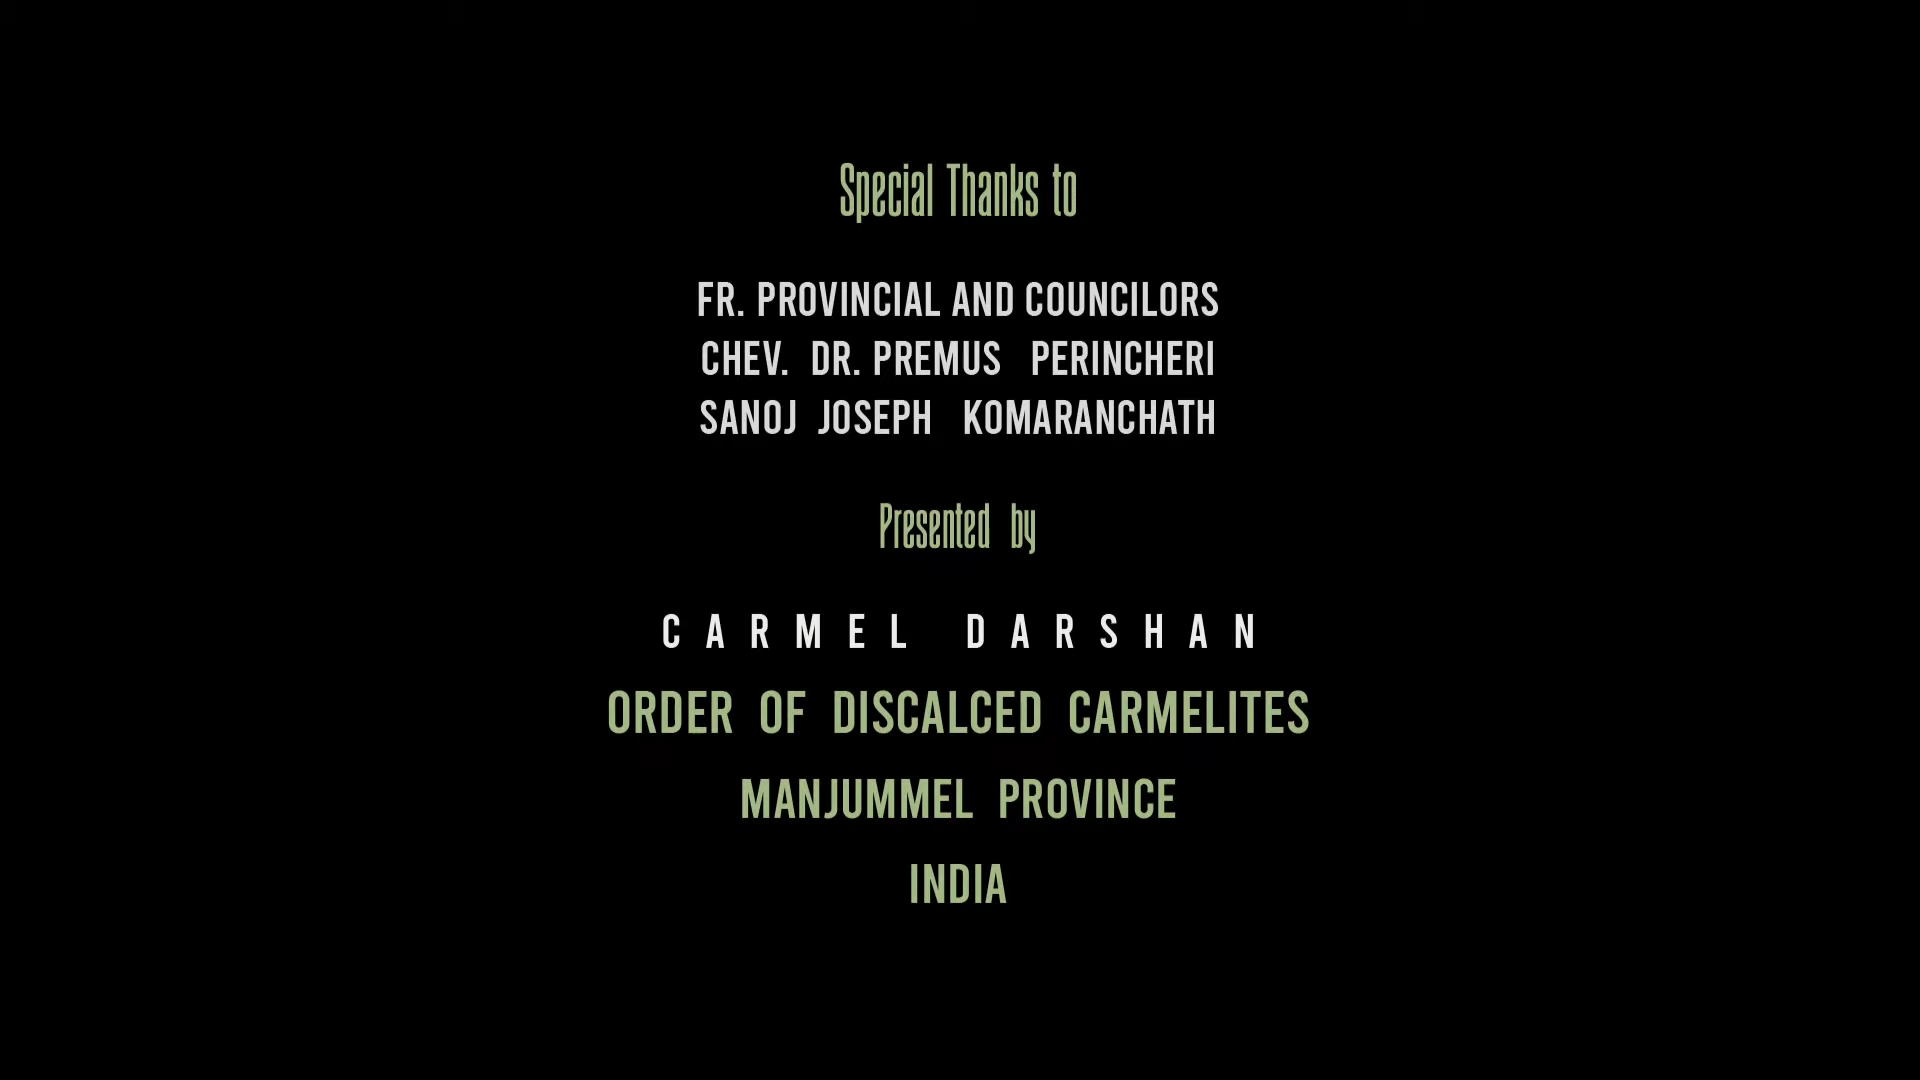 Special Thanks to
FR. PROVINCIAL AND COUNCILORS
CHEV. DR. PREMUS PERINCHERI
SANOJ JOSEPH KOMARANCHATH
Presented by
CARMEL DARSHAN
ORDER OF DISCALCED CARMELITES
MANJUMMEL PROVINCE
INDIA